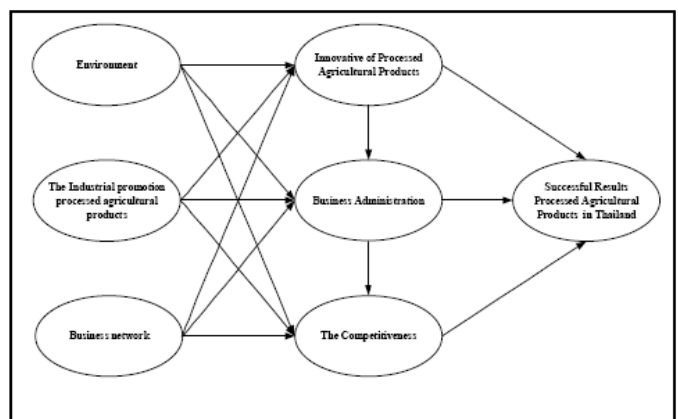 Environment
Innovative of Processed
Agricultural Products
The Industrial promotion
processed agricultural
products
Business Administration
Successful Results
Processed Agricultural
Products in Thailand
Business network
The Competitiveness